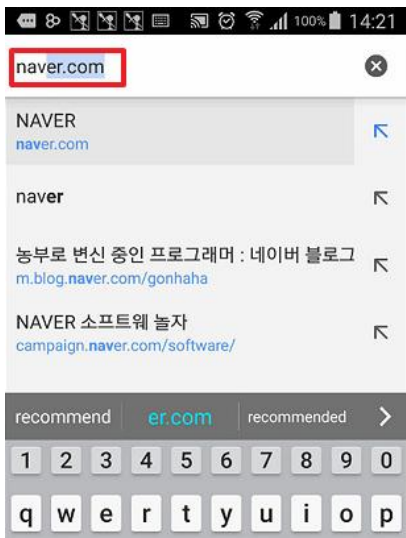 100% 14:21
naver.com
NAVER
naver.com
naver
농부로 변신 중인 프로그래머 : 네이버 블로그
m.blog.naver.com/gonhaha
NAVER 소프트웨 놀자
campaign.naver.com/software/
recommend er.com recommended
1 2 3 4 5 6 7 8 9 0
q w e r t y u i o p